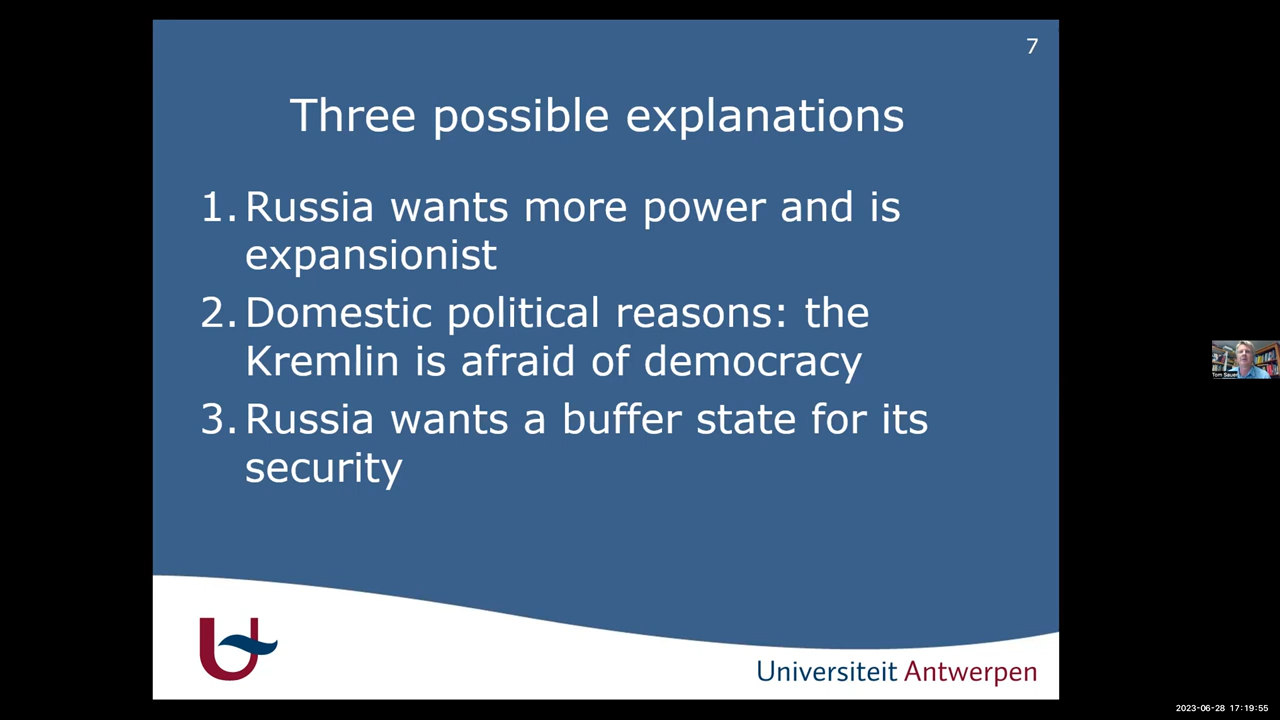 7
Three possible explanations
1. Russia wants more power and is
expansionist
2. Domestic political reasons: the
Kremlin is afraid of democracy
3. Russia wants a buffer state for its
security
Universiteit Antwerpen
Tom Sauer
2023-06-28 17:19:55